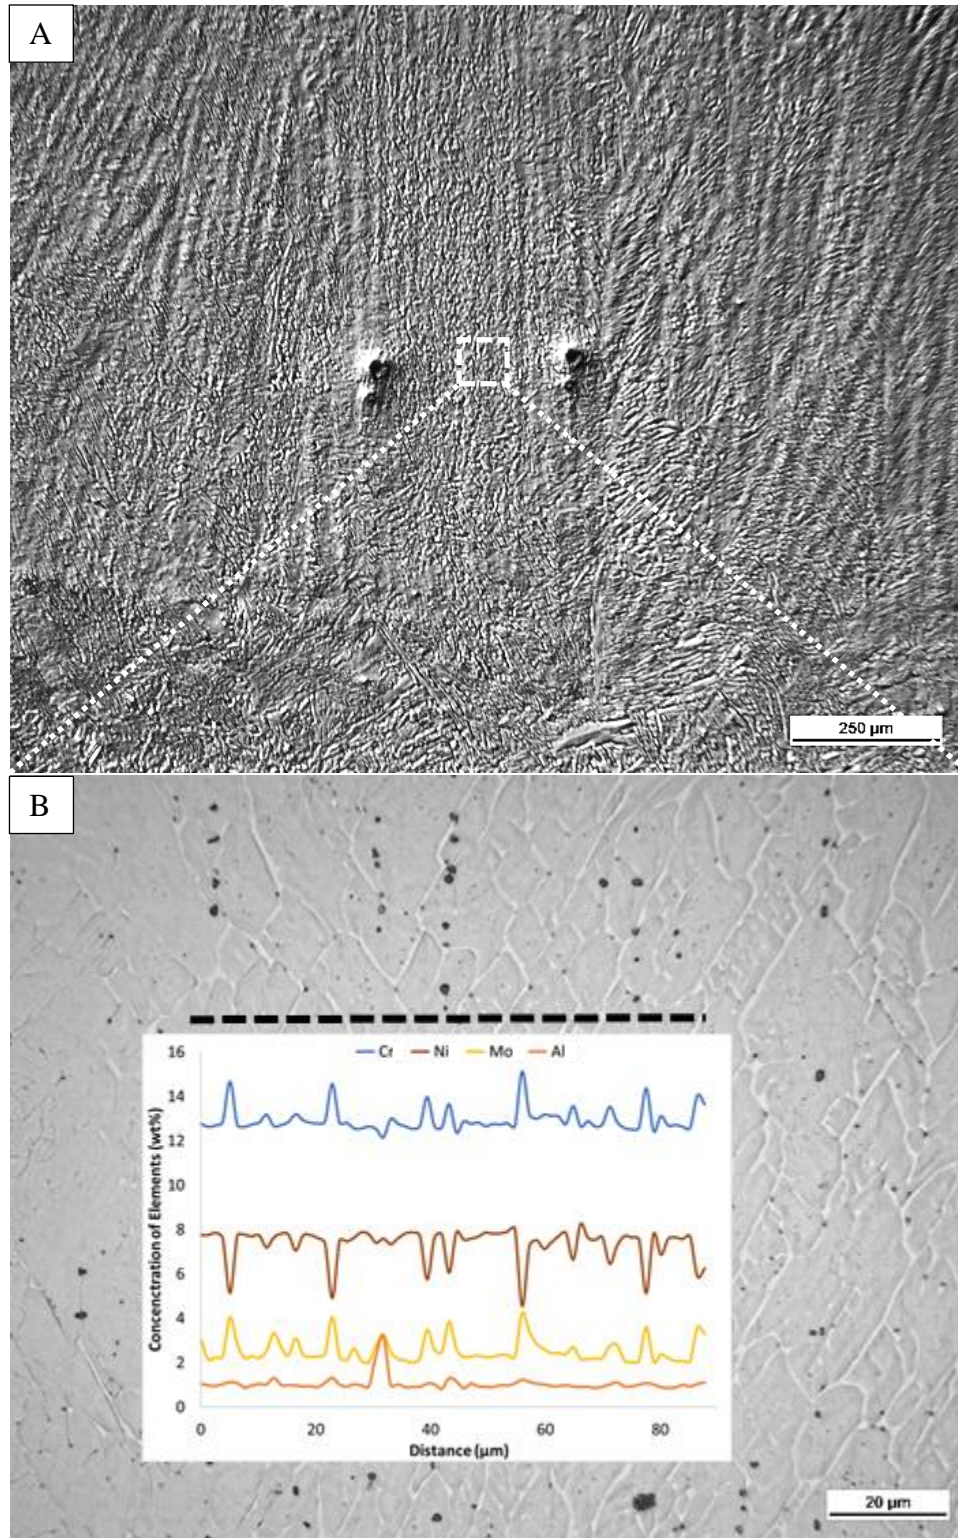 A
250 µm
B
Cr Ni Mo Al
16
14
12
10
8
6
4
2
0
Concenctration of Elements (wt%)
0 20 40 60 80
Distance (µm)
20 µm